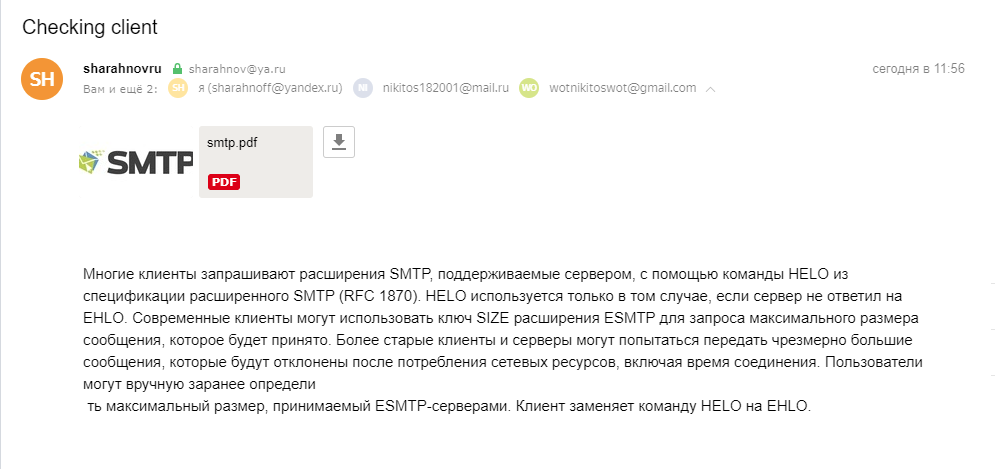 Checking client
SH
sharahnovru sharahnov@ya.ru
сегодня в 11:56
Вам и ещё 2: SH я (sharahnoff@yandex.ru) NI nikitos182001@mail.ru WO wotnikitoswot@gmail.com
SMTP
smtp.pdf
PDF
Многие клиенты запрашивают расширения SMTP, поддерживаемые сервером, с помощью команды HELO из
спецификации расширенного SMTP (RFC 1870). HELO используется только в том случае, если сервер не ответил на
EHLO. Современные клиенты могут использовать ключ SIZE расширения ESMTP для запроса максимального размера
сообщения, которое будет принято. Более старые клиенты и серверы могут попытаться передать чрезмерно большие
сообщения, которые будут отклонены после потребления сетевых ресурсов, включая время соединения. Пользователи
могут вручную заранее определи
ть максимальный размер, принимаемый ESMTP-серверами. Клиент заменяет команду HELO на EHLO.